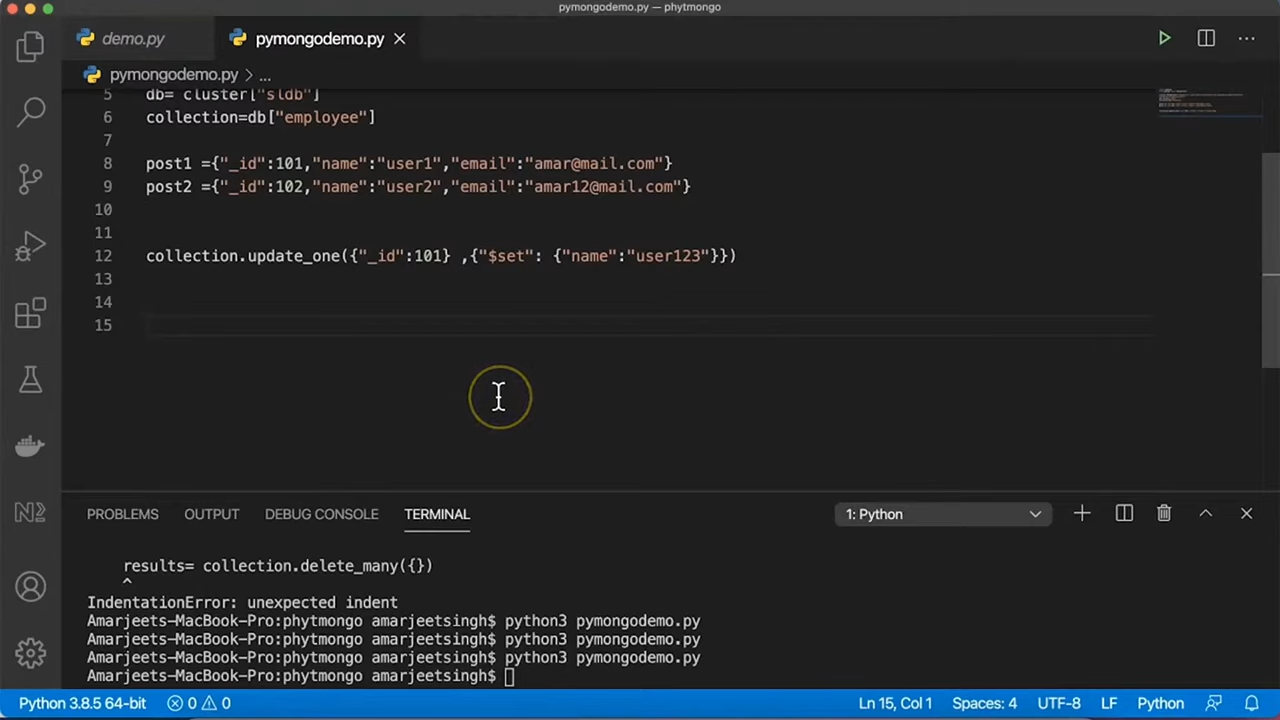 pymongodemo.py — phytmongo
demo.py
pymongodemo.py
pymongodemo.py > ...
5 db= cluster["sldb"]
6 collection=db["employee"]
7
8 post1 ={"_id":101,"name":"user1","email":"amar@mail.com"}
9 post2 ={"_id":102,"name":"user2","email":"amar12@mail.com"}
10
11
12 collection.update_one({"_id":101} ,{"$set": {"name":"user123"}})
13
14
15
PROBLEMS OUTPUT DEBUG CONSOLE TERMINAL 1: Python
results= collection.delete_many({})
^
IndentationError: unexpected indent
Amarjeets-MacBook-Pro:phytmongo amarjeetsingh$ python3 pymongodemo.py
Amarjeets-MacBook-Pro:phytmongo amarjeetsingh$ python3 pymongodemo.py
Amarjeets-MacBook-Pro:phytmongo amarjeetsingh$ python3 pymongodemo.py
Amarjeets-MacBook-Pro:phytmongo amarjeetsingh$
Python 3.8.5 64-bit 0 0 Ln 15, Col 1 Spaces: 4 UTF-8 LF Python